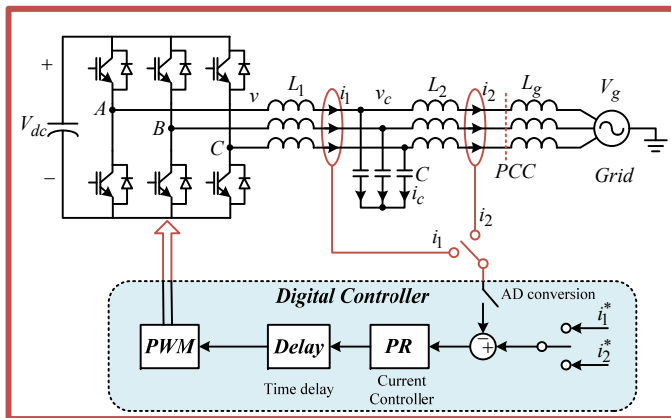 +
V_dc
−
A
B
C
v
L_1
i_1
v_c
L_2
i_2
L_g
V_g
C
i_c
PCC
Grid
i_1
i_2
AD conversion
Digital Controller
PWM
Delay
PR
−
+
i_1^*
i_2^*
Time delay
Current
Controller